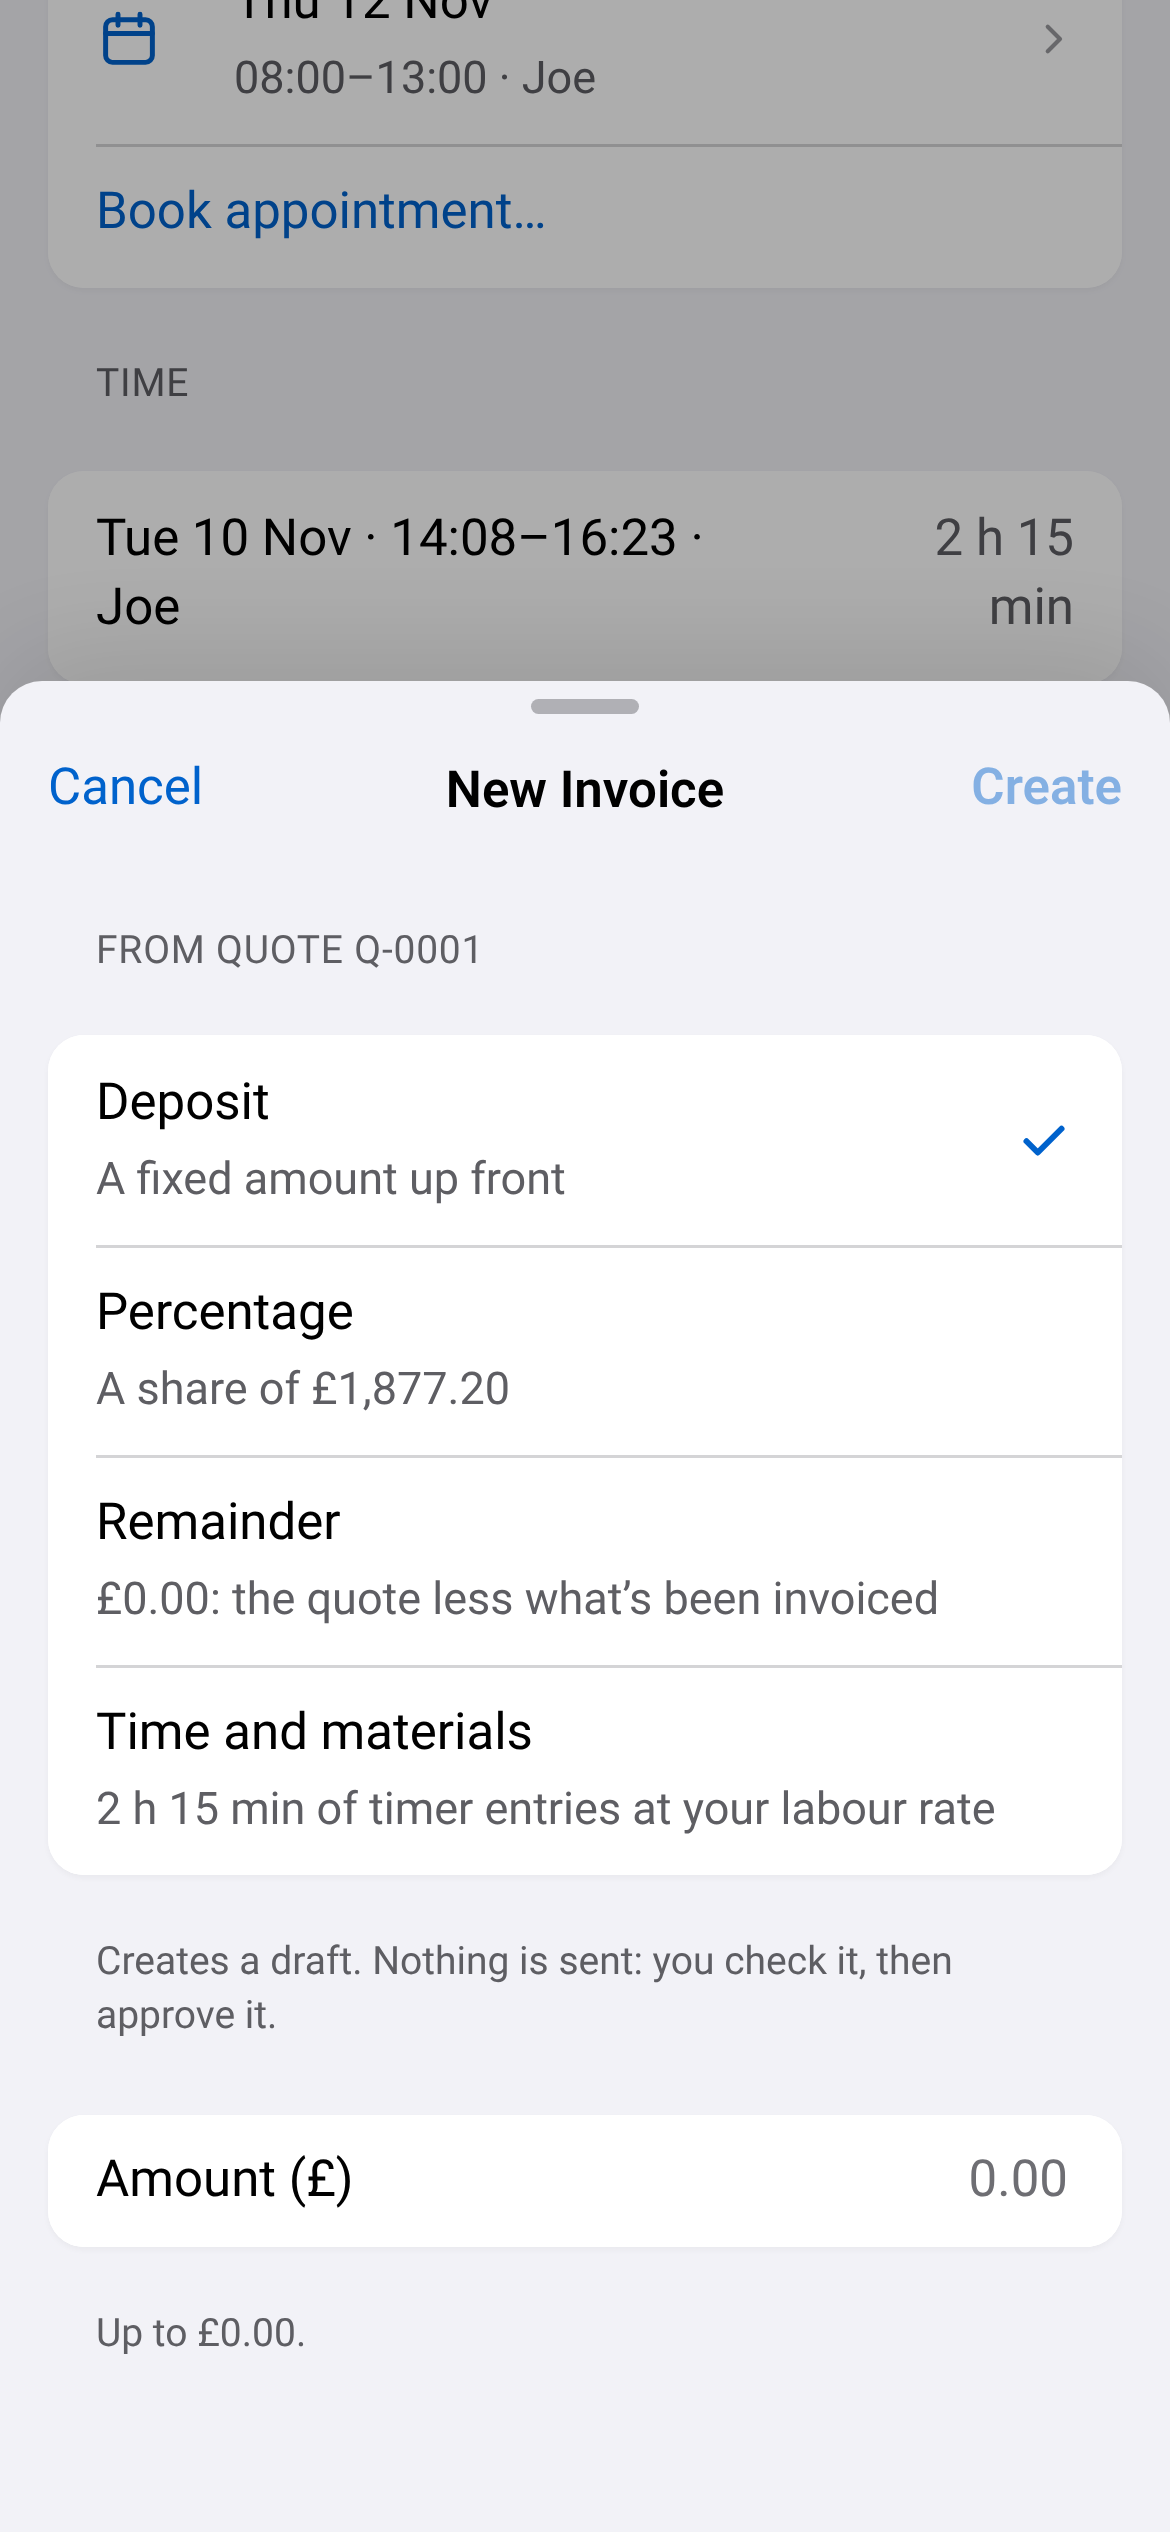 Thu 12 Nov
08:00–13:00 · Joe
Book appointment…
TIME
Tue 10 Nov · 14:08–16:23 ·
Joe
2 h 15
min
Cancel
New Invoice
Create
FROM QUOTE Q-0001
Deposit
A fixed amount up front
Percentage
A share of £1,877.20
Remainder
£0.00: the quote less what’s been invoiced
Time and materials
2 h 15 min of timer entries at your labour rate
Creates a draft. Nothing is sent: you check it, then
approve it.
Amount (£)
0.00
Up to £0.00.